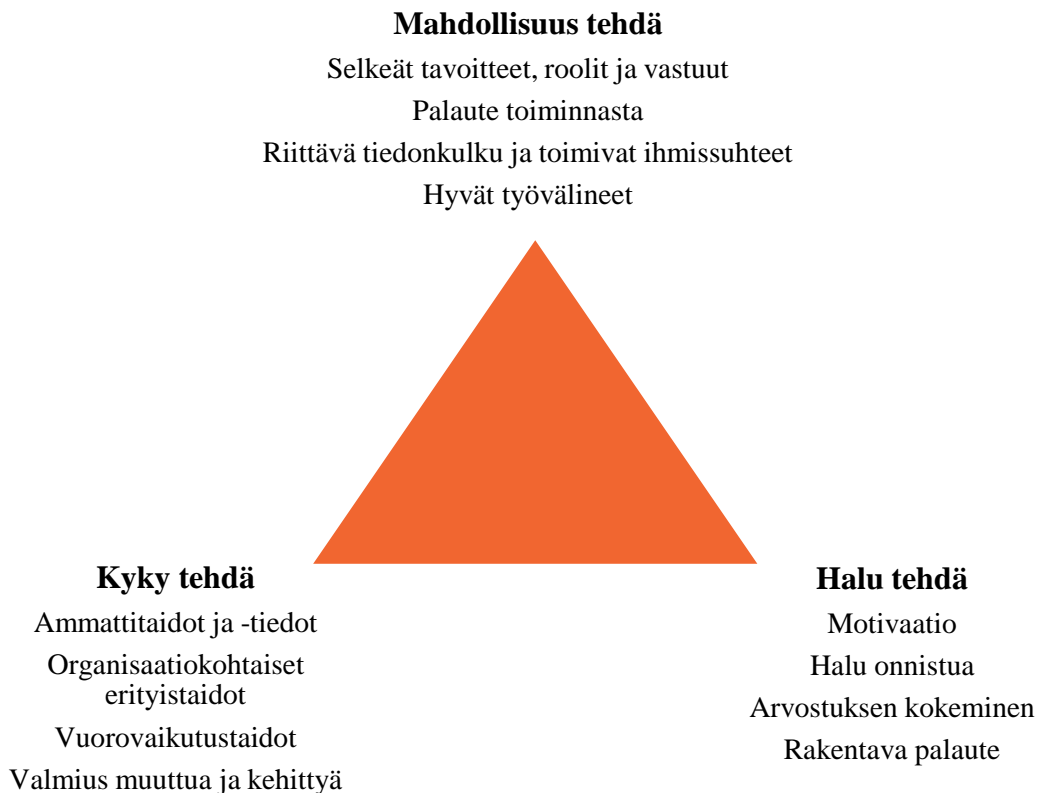 Mahdollisuus tehdä
Selkeät tavoitteet, roolit ja vastuut
Palaute toiminnasta
Riittävä tiedonkulku ja toimivat ihmissuhteet
Hyvät työvälineet
Kyky tehdä
Ammattitaidot ja -tiedot
Organisaatiokohtaiset
erityistaidot
Vuorovaikutustaidot
Valmius muuttua ja kehittyä
Halu tehdä
Motivaatio
Halu onnistua
Arvostuksen kokeminen
Rakentava palaute